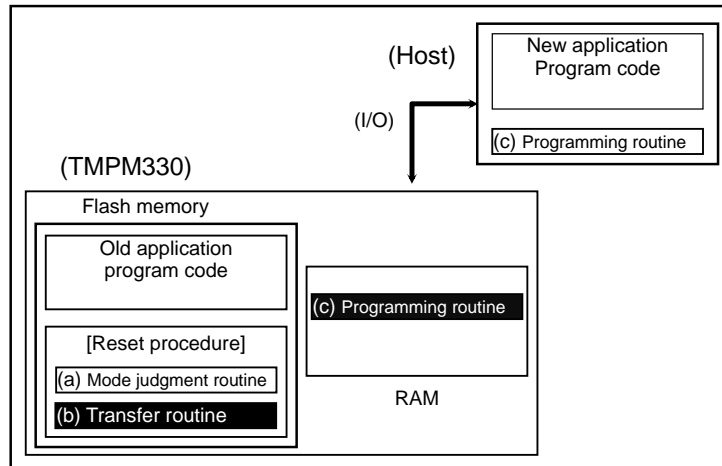 (Host)
New application
Program code
(c) Programming routine
(I/O)
(TMPM330)
Flash memory
Old application
program code
[Reset procedure]
(a) Mode judgment routine
(b) Transfer routine
(c) Programming routine
RAM